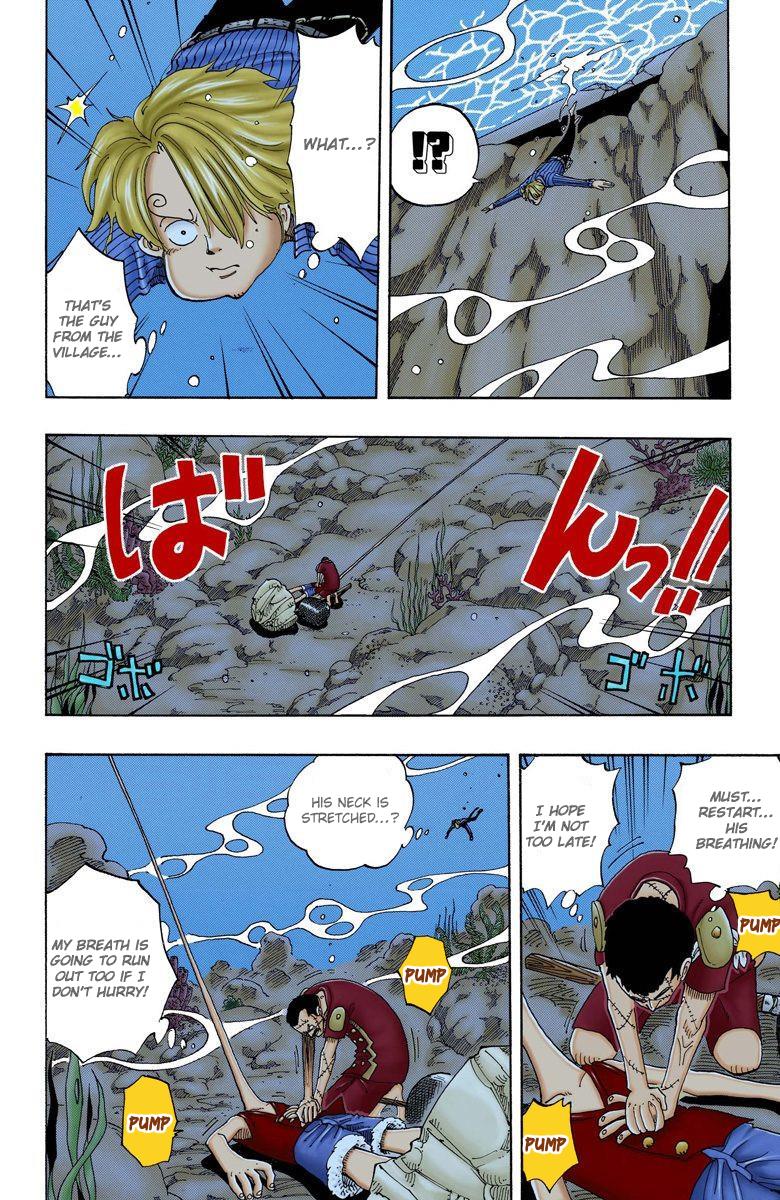 !?
WHAT...?
THAT'S
THE GUY
FROM THE
VILLAGE...
ば
んっ!!
ゴボ
ゴボ
MUST...
RESTART...
HIS
BREATHING!
I HOPE
I'M NOT
TOO LATE!
PUMP
PUMP
HIS NECK IS
STRETCHED...?
PUMP
MY BREATH IS
GOING TO RUN
OUT TOO IF I
DON'T HURRY!
PUMP